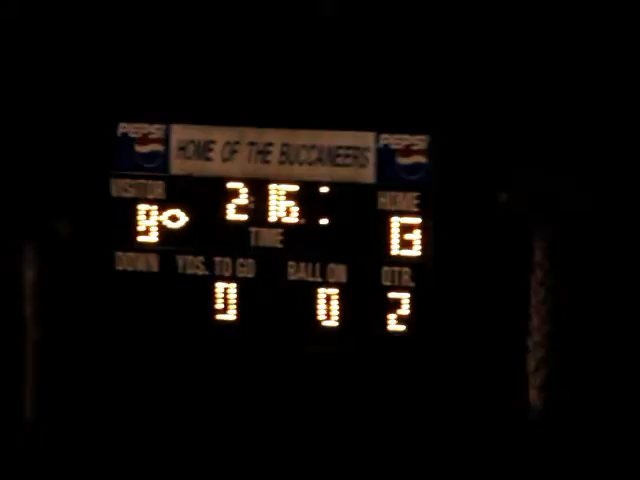 PEPSI HOME OF THE BUCCANEERS PEPSI
VISITOR 2:16 HOME
TIME
DOWN YDS. TO GO BALL ON QTR.
0 0 2